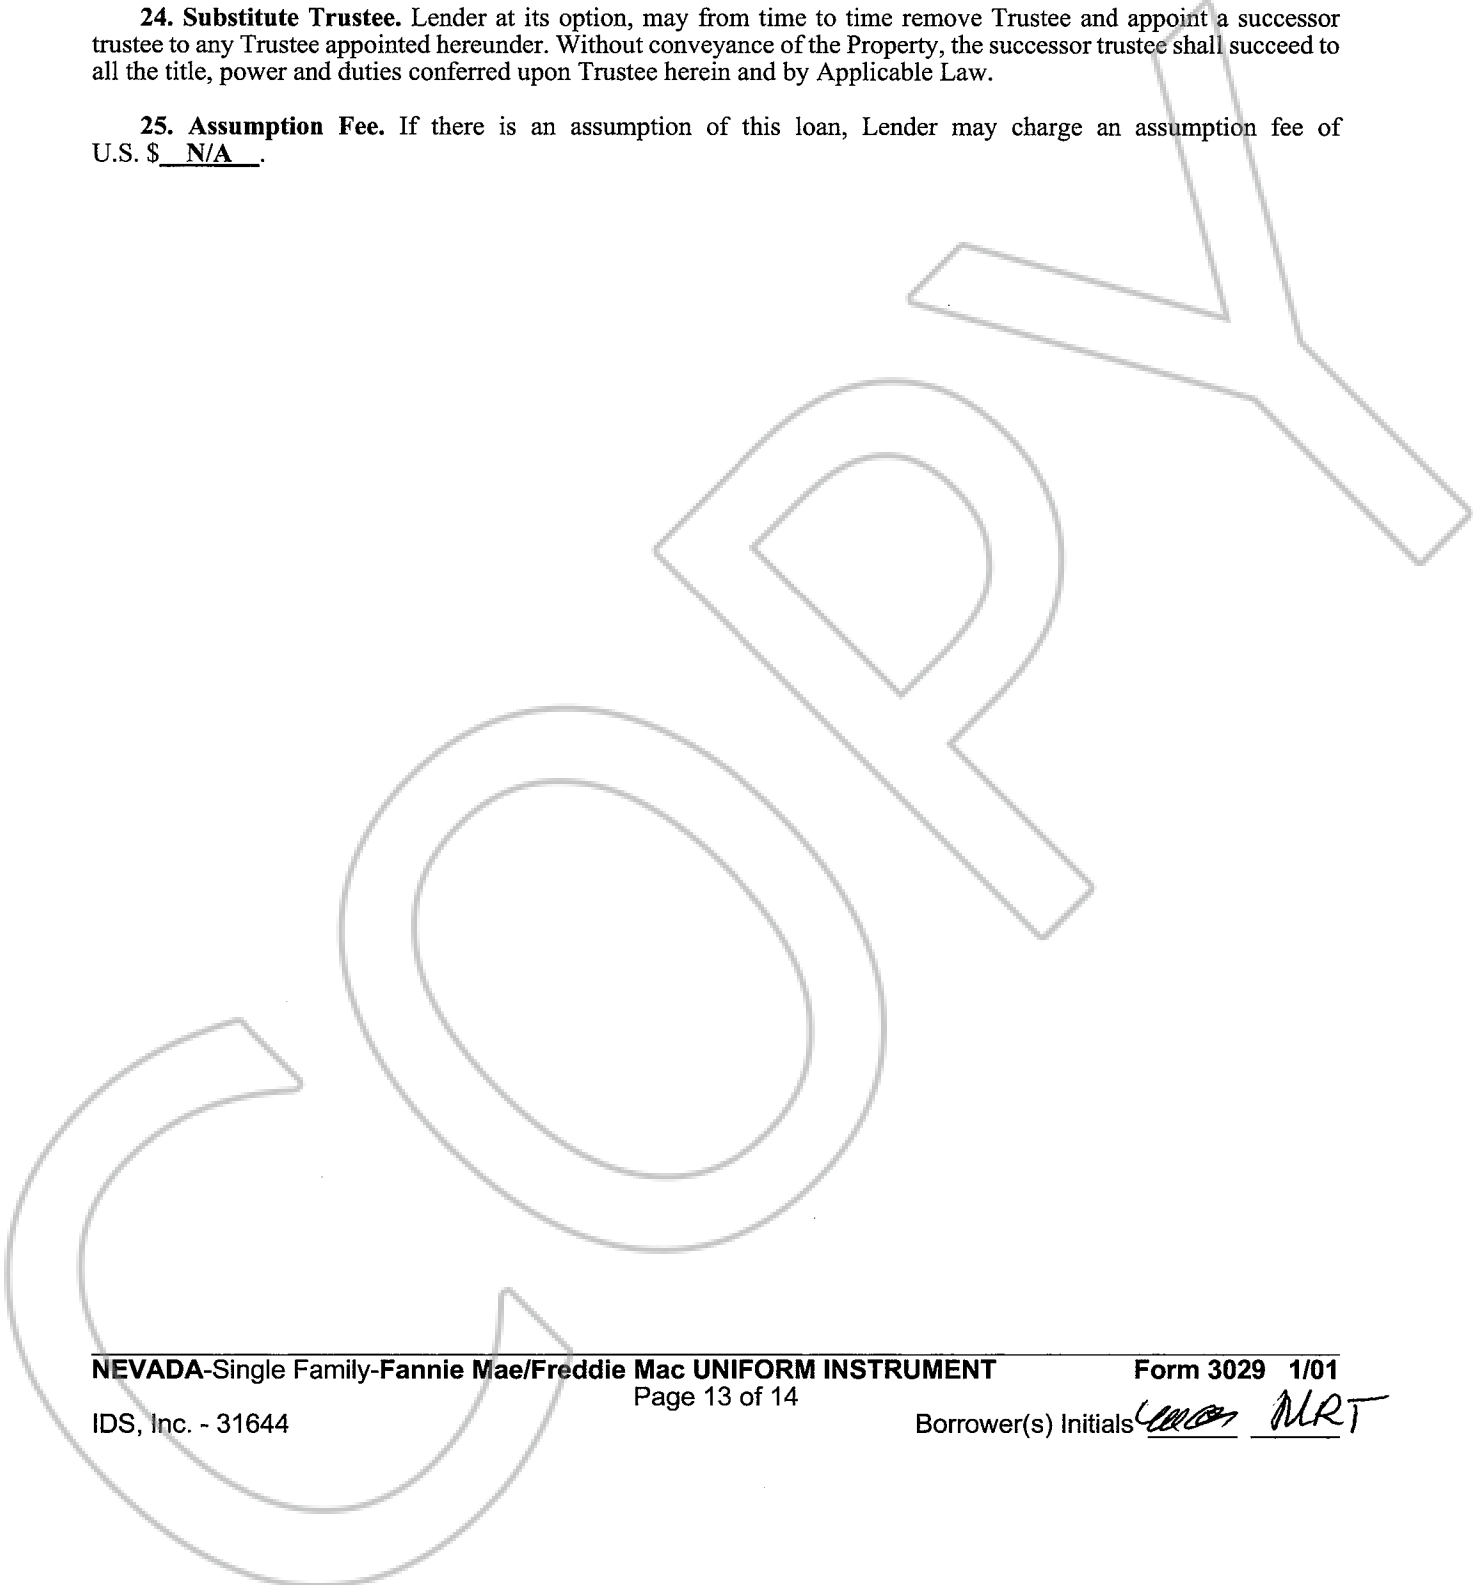 24. Substitute Trustee. Lender at its option, may from time to time remove Trustee and appoint a successor
trustee to any Trustee appointed hereunder. Without conveyance of the Property, the successor trustee shall succeed to
all the title, power and duties conferred upon Trustee herein and by Applicable Law.
25. Assumption Fee. If there is an assumption of this loan, Lender may charge an assumption fee of
U.S. $ N/A .
COPY
NEVADA-Single Family-Fannie Mae/Freddie Mac UNIFORM INSTRUMENT Form 3029 1/01
Page 13 of 14
IDS, Inc. - 31644 Borrower(s) Initials MRT